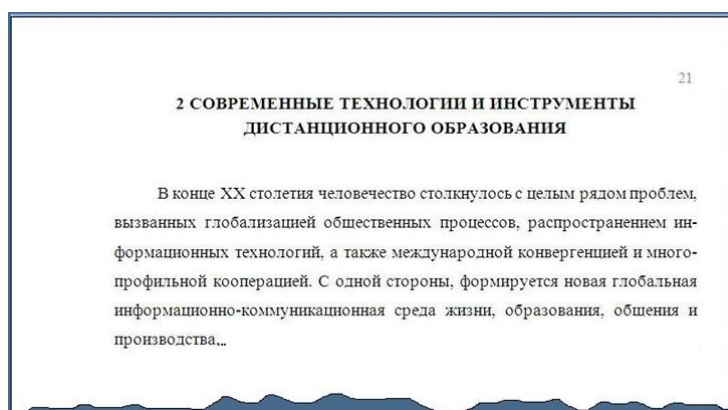 21
2 СОВРЕМЕННЫЕ ТЕХНОЛОГИИ И ИНСТРУМЕНТЫ
ДИСТАНЦИОННОГО ОБРАЗОВАНИЯ
В конце XX столетия человечество столкнулось с целым рядом проблем,
вызванных глобализацией общественных процессов, распространением ин-
формационных технологий, а также международной конвергенцией и много-
профильной кооперацией. С одной стороны, формируется новая глобальная
информационно-коммуникационная среда жизни, образования, общения и
производства...